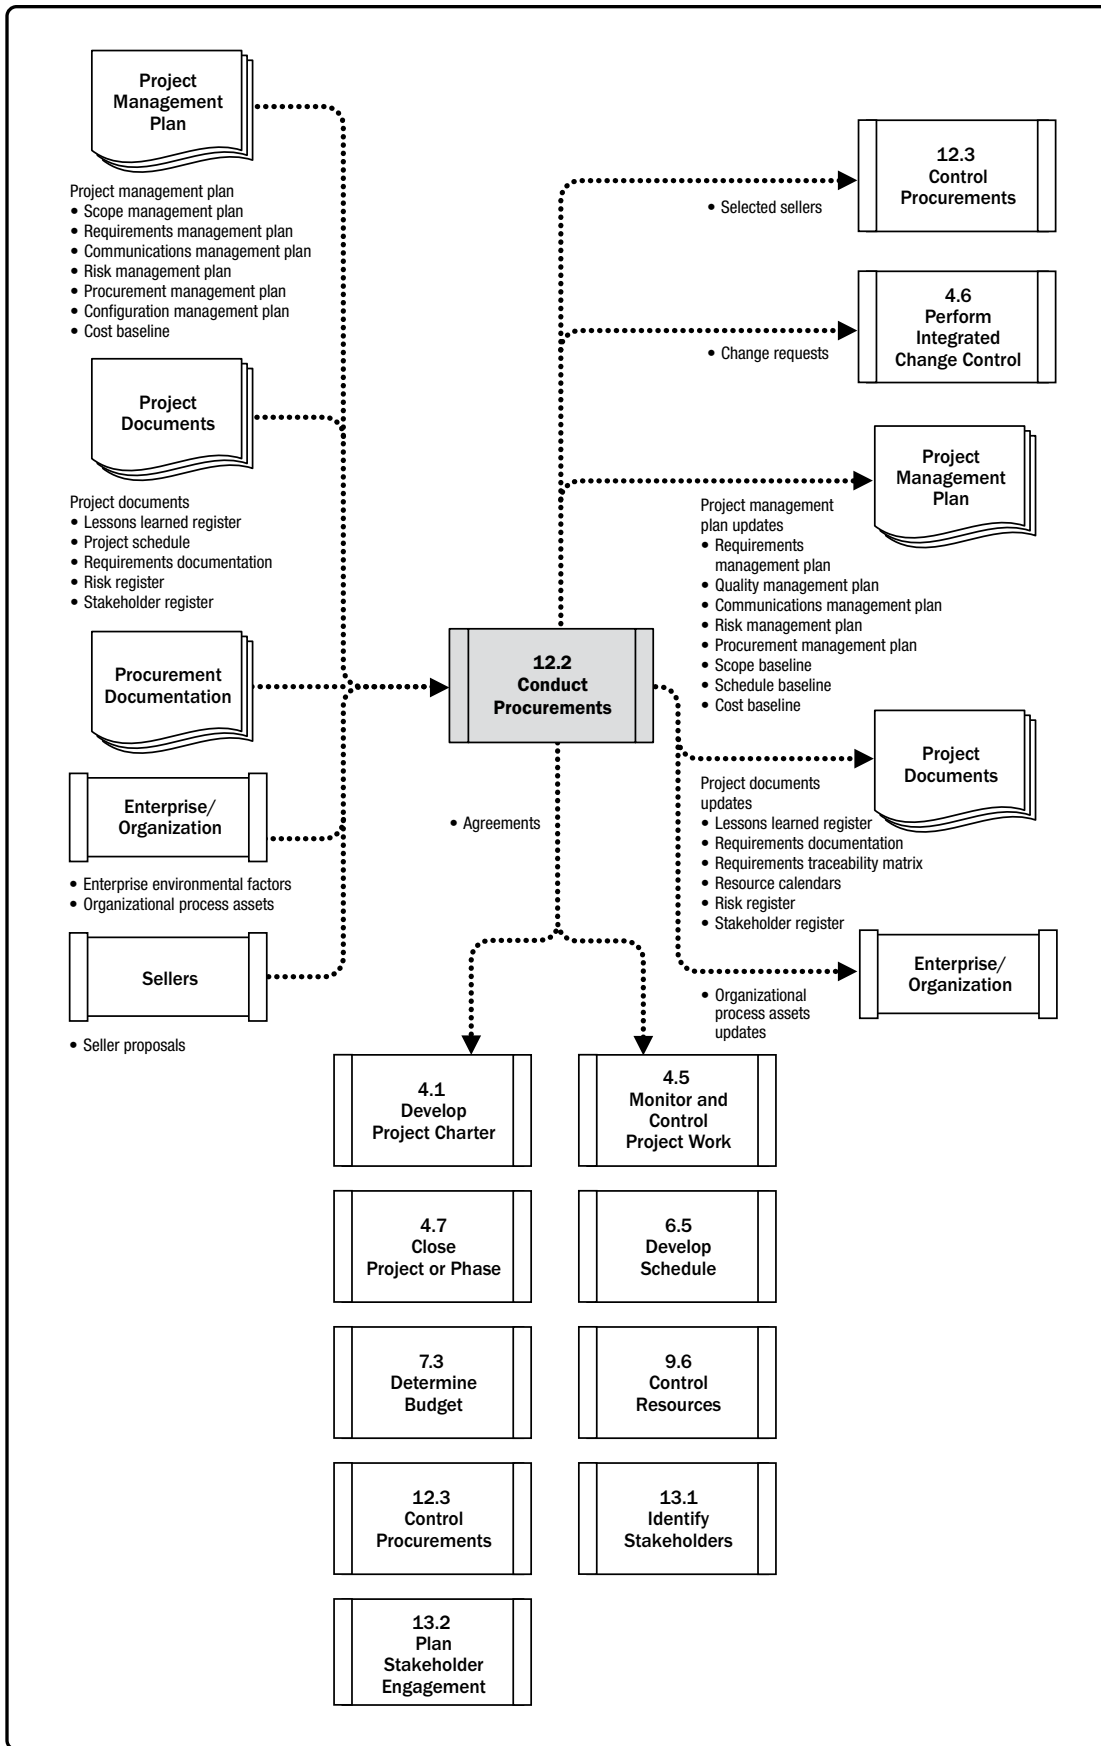 Project
Management
Plan
Project management plan
• Scope management plan
• Requirements management plan
• Communications management plan
• Risk management plan
• Procurement management plan
• Configuration management plan
• Cost baseline
Project
Documents
Project documents
• Lessons learned register
• Project schedule
• Requirements documentation
• Risk register
• Stakeholder register
Procurement
Documentation
Enterprise/
Organization
• Enterprise environmental factors
• Organizational process assets
Sellers
• Seller proposals
12.2
Conduct
Procurements
• Selected sellers
12.3
Control
Procurements
• Change requests
4.6
Perform
Integrated
Change Control
Project
Management
Plan
Project management
plan updates
• Requirements
management plan
• Quality management plan
• Communications management plan
• Risk management plan
• Procurement management plan
• Scope baseline
• Schedule baseline
• Cost baseline
Project
Documents
Project documents
updates
• Lessons learned register
• Requirements documentation
• Requirements traceability matrix
• Resource calendars
• Risk register
• Stakeholder register
Enterprise/
Organization
• Organizational
process assets
updates
• Agreements
4.1
Develop
Project Charter
4.5
Monitor and
Control
Project Work
4.7
Close
Project or Phase
6.5
Develop
Schedule
7.3
Determine
Budget
9.6
Control
Resources
12.3
Control
Procurements
13.1
Identify
Stakeholders
13.2
Plan
Stakeholder
Engagement